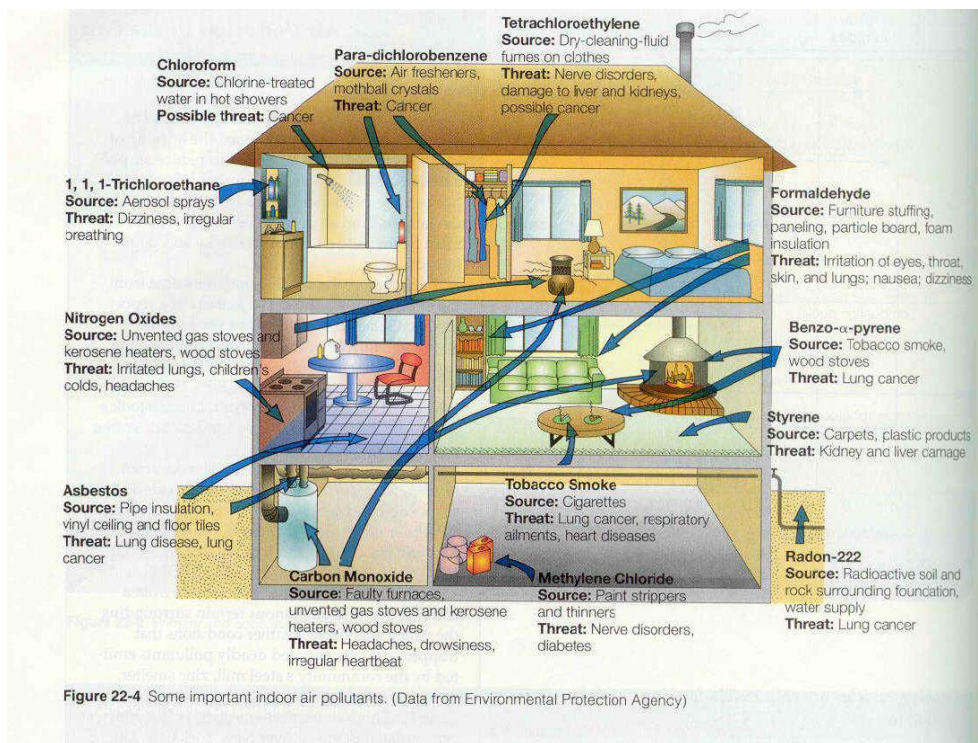 Tetrachloroethylene
Source: Dry-cleaning-fluid
fumes on clothes
Threat: Nerve disorders,
damage to liver and kidneys,
possible cancer
Para-dichlorobenzene
Source: Air fresheners,
mothball crystals
Threat: Cancer
Chloroform
Source: Chlorine-treated
water in hot showers
Possible threat: Cancer
1, 1, 1-Trichloroethane
Source: Aerosol sprays
Threat: Dizziness, irregular
breathing
Formaldehyde
Source: Furniture stuffing,
paneling, particle board, foam
insulation
Threat: Irritation of eyes, throat,
skin, and lungs; nausea; dizziness
Nitrogen Oxides
Source: Unvented gas stoves and
kerosene heaters, wood stoves
Threat: Irritated lungs, children's
colds, headaches
Benzo-α-pyrene
Source: Tobacco smoke,
wood stoves
Threat: Lung cancer
Styrene
Source: Carpets, plastic products
Threat: Kidney and liver damage
Asbestos
Source: Pipe insulation,
vinyl ceiling and floor tiles
Threat: Lung disease, lung
cancer
Tobacco Smoke
Source: Cigarettes
Threat: Lung cancer, respiratory
ailments, heart diseases
Radon-222
Source: Radioactive soil and
rock surrounding foundation,
water supply
Threat: Lung cancer
Carbon Monoxide
Source: Faulty furnaces,
unvented gas stoves and kerosene
heaters, wood stoves
Threat: Headaches, drowsiness,
irregular heartbeat
Methylene Chloride
Source: Paint strippers
and thinners
Threat: Nerve disorders,
diabetes
Figure 22-4 Some important indoor air pollutants. (Data from Environmental Protection Agency)